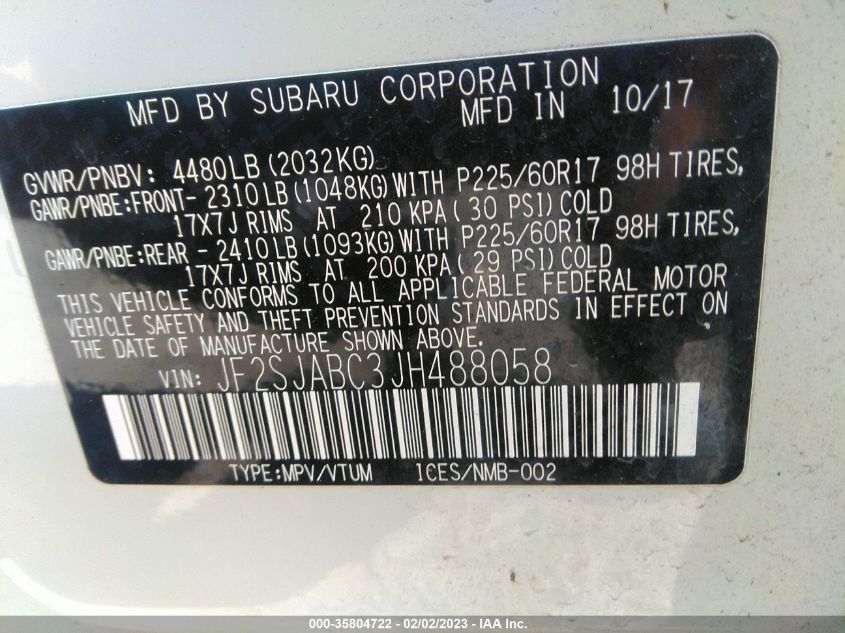 MFD BY SUBARU CORPORATION
MFD IN 10/17
GVWR/PNBV: 4480LB(2032KG)
GAWR/PNBE:FRONT- 2310LB(1048KG)WITH P225/60R17 98H TIRES,
17X7J RIMS AT 210 KPA(30 PSI)COLD
GAWR/PNBE:REAR - 2410LB(1093KG)WITH P225/60R17 98H TIRES,
17X7J RIMS AT 200 KPA(29 PSI)COLD
THIS VEHICLE CONFORMS TO ALL APPLICABLE FEDERAL MOTOR
VEHICLE SAFETY AND THEFT PREVENTION STANDARDS IN EFFECT ON
THE DATE OF MANUFACTURE SHOWN ABOVE.
VIN: JF2SJABC3JH488058
TYPE:MPV/VTUM ICES/NMB-002
000-35804722 - 02/02/2023 - IAA Inc.